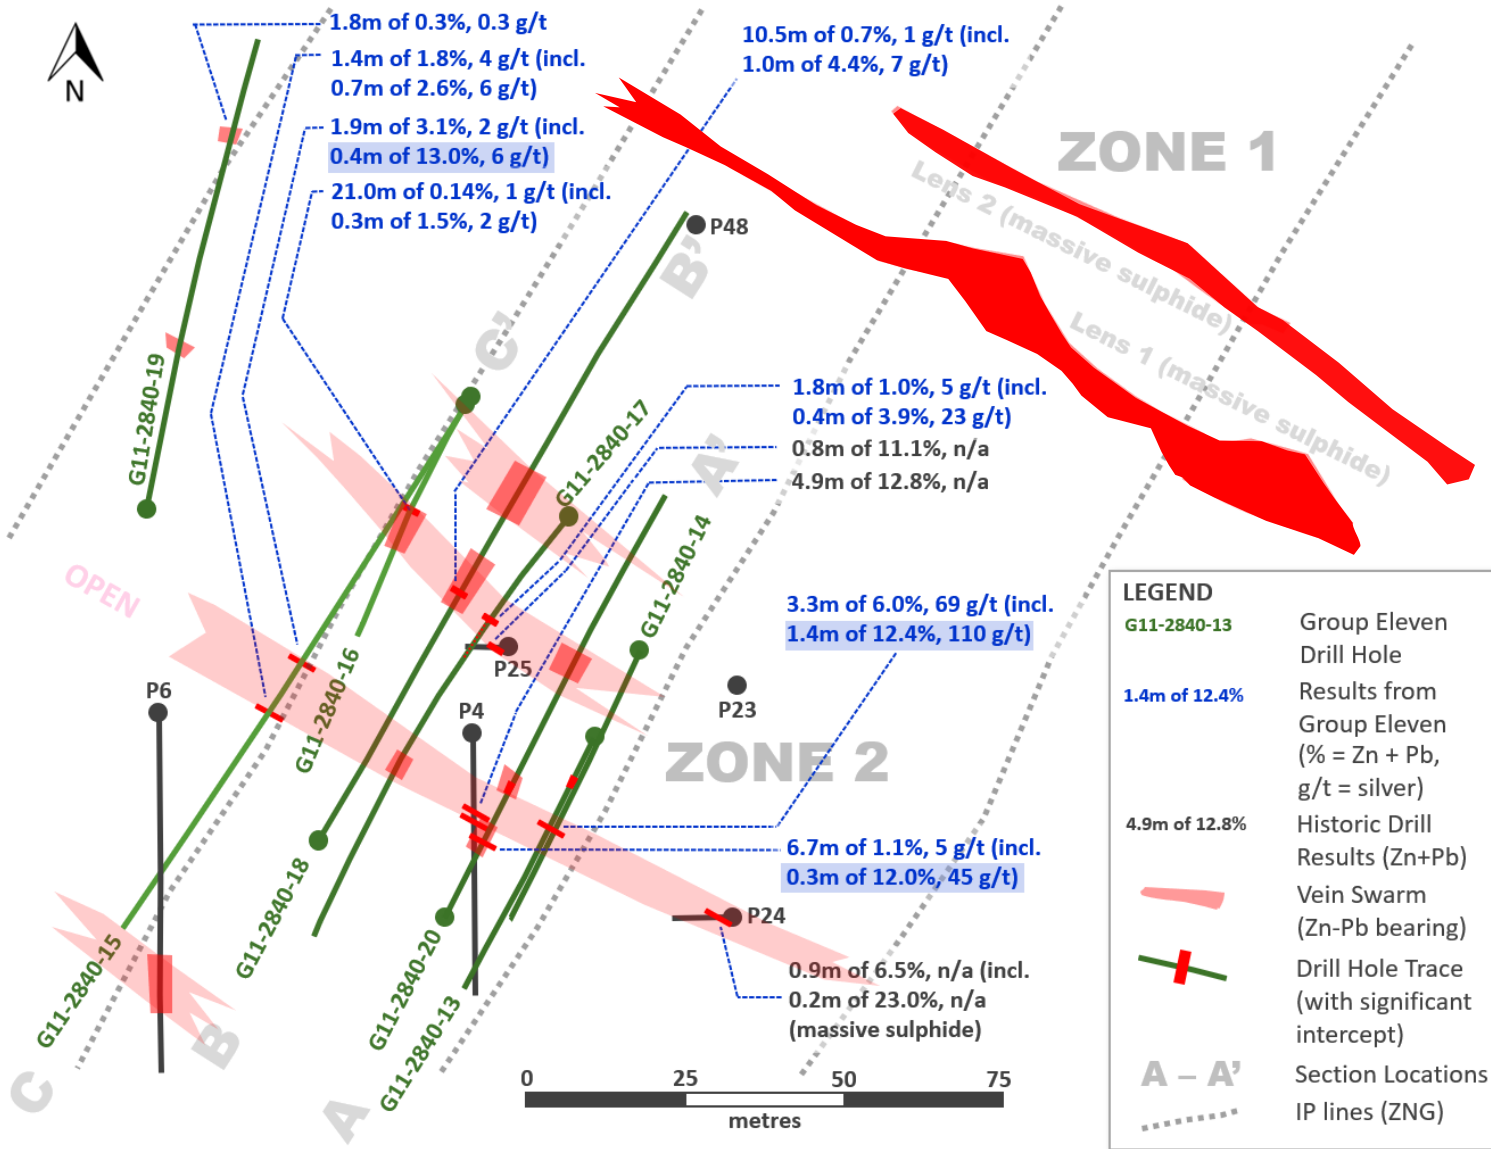 1.8m of 0.3%, 0.3 g/t
1.4m of 1.8%, 4 g/t (incl.
0.7m of 2.6%, 6 g/t)
1.9m of 3.1%, 2 g/t (incl.
0.4m of 13.0%, 6 g/t)
21.0m of 0.14%, 1 g/t (incl.
0.3m of 1.5%, 2 g/t)
10.5m of 0.7%, 1 g/t (incl.
1.0m of 4.4%, 7 g/t)
N
ZONE 1
Lens 2 (massive sulphide)
Lens 1 (massive sulphide)
P48
B'
C'
A'
G11-2840-19
G11-2840-17
1.8m of 1.0%, 5 g/t (incl.
0.4m of 3.9%, 23 g/t)
0.8m of 11.1%, n/a
4.9m of 12.8%, n/a
G11-2840-14
OPEN
3.3m of 6.0%, 69 g/t (incl.
1.4m of 12.4%, 110 g/t)
P25
G11-2840-16
P6
P4
P23
ZONE 2
6.7m of 1.1%, 5 g/t (incl.
0.3m of 12.0%, 45 g/t)
P24
G11-2840-18
G11-2840-15
G11-2840-20
G11-2840-13
0.9m of 6.5%, n/a (incl.
0.2m of 23.0%, n/a
(massive sulphide)
B
C
A
0 25 50 75
metres
LEGEND
G11-2840-13 Group Eleven
Drill Hole
1.4m of 12.4% Results from
Group Eleven
(% = Zn + Pb,
g/t = silver)
4.9m of 12.8% Historic Drill
Results (Zn+Pb)
Vein Swarm
(Zn-Pb bearing)
Drill Hole Trace
(with significant
intercept)
A – A' Section Locations
IP lines (ZNG)